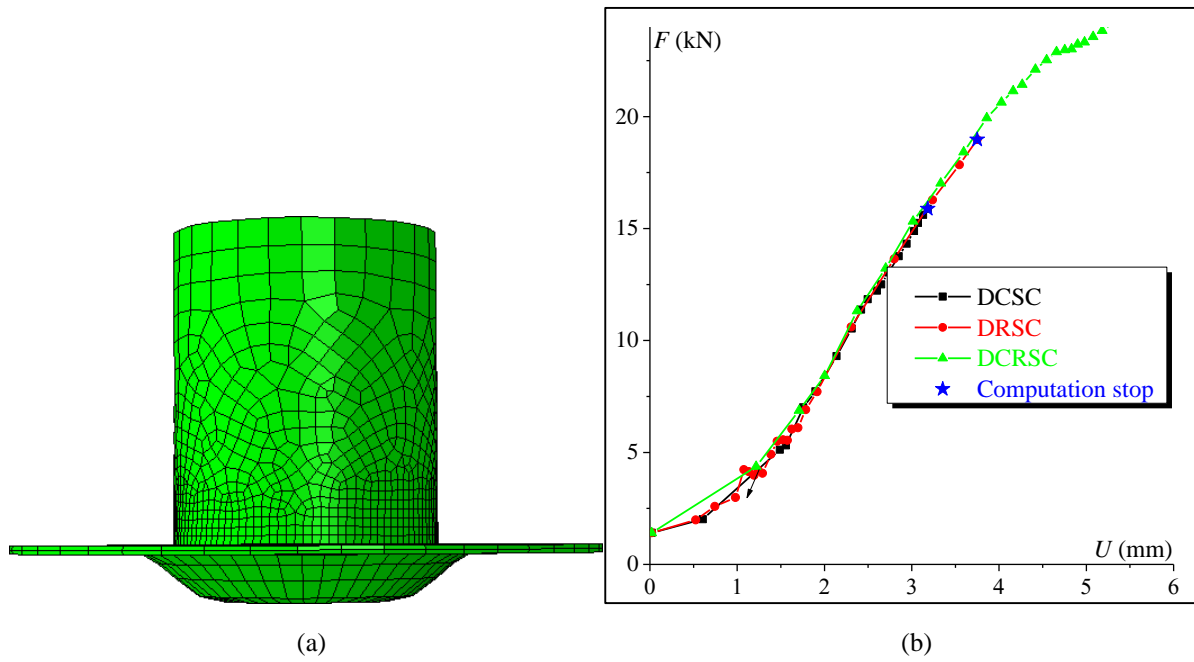 F (kN)
20
15
10
5
0
DCSC
DRSC
DCRSC
Computation stop
U (mm)
0 1 2 3 4 5 6
(a) (b)